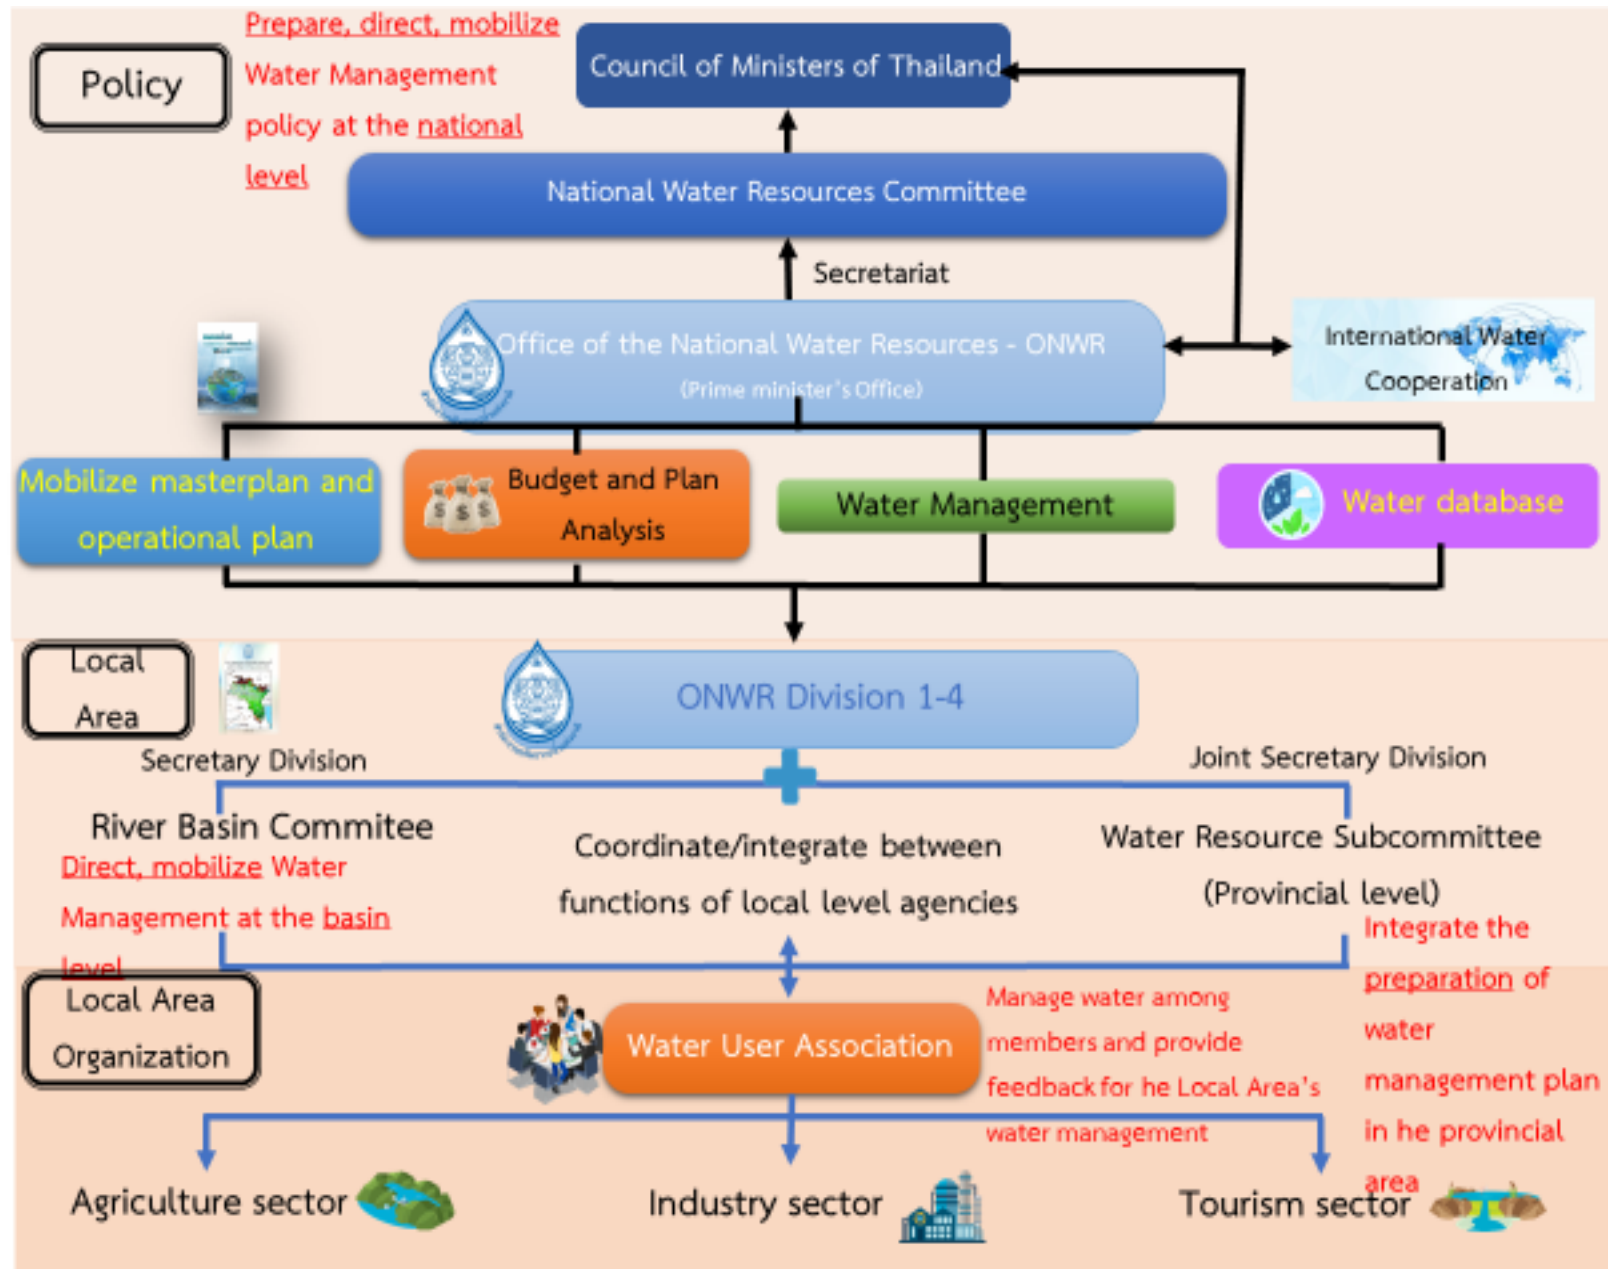 Policy
Prepare, direct, mobilize
Water Management
policy at the national
level
Council of Ministers of Thailand
National Water Resources Committee
Secretariat
Office of the National Water Resources - ONWR
(Prime minister's Office)
International Water
Cooperation
Mobilize masterplan and
operational plan
Budget and Plan
Analysis
Water Management
Water database
Local
Area
ONWR Division 1-4
Secretary Division
Joint Secretary Division
River Basin Commitee
Direct, mobilize Water
Management at the basin
level
Coordinate/integrate between
functions of local level agencies
Water Resource Subcommittee
(Provincial level)
Integrate the
preparation of
water
management plan
in he provincial
area
Local Area
Organization
Water User Association
Manage water among
members and provide
feedback for he Local Area's
water management
Agriculture sector
Industry sector
Tourism sector